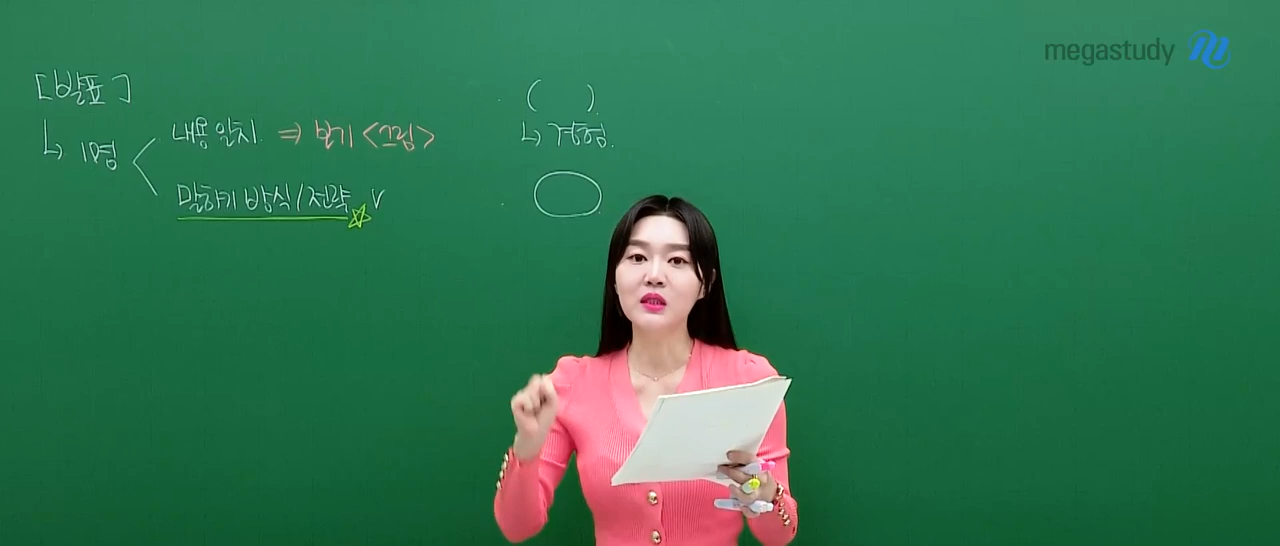 megastudy
[발표]
↳ 1명 < 내용 일치. ⇒ 보기 <그림>
말하기 방식/전략 ☆ V
( )
↳ 경험.